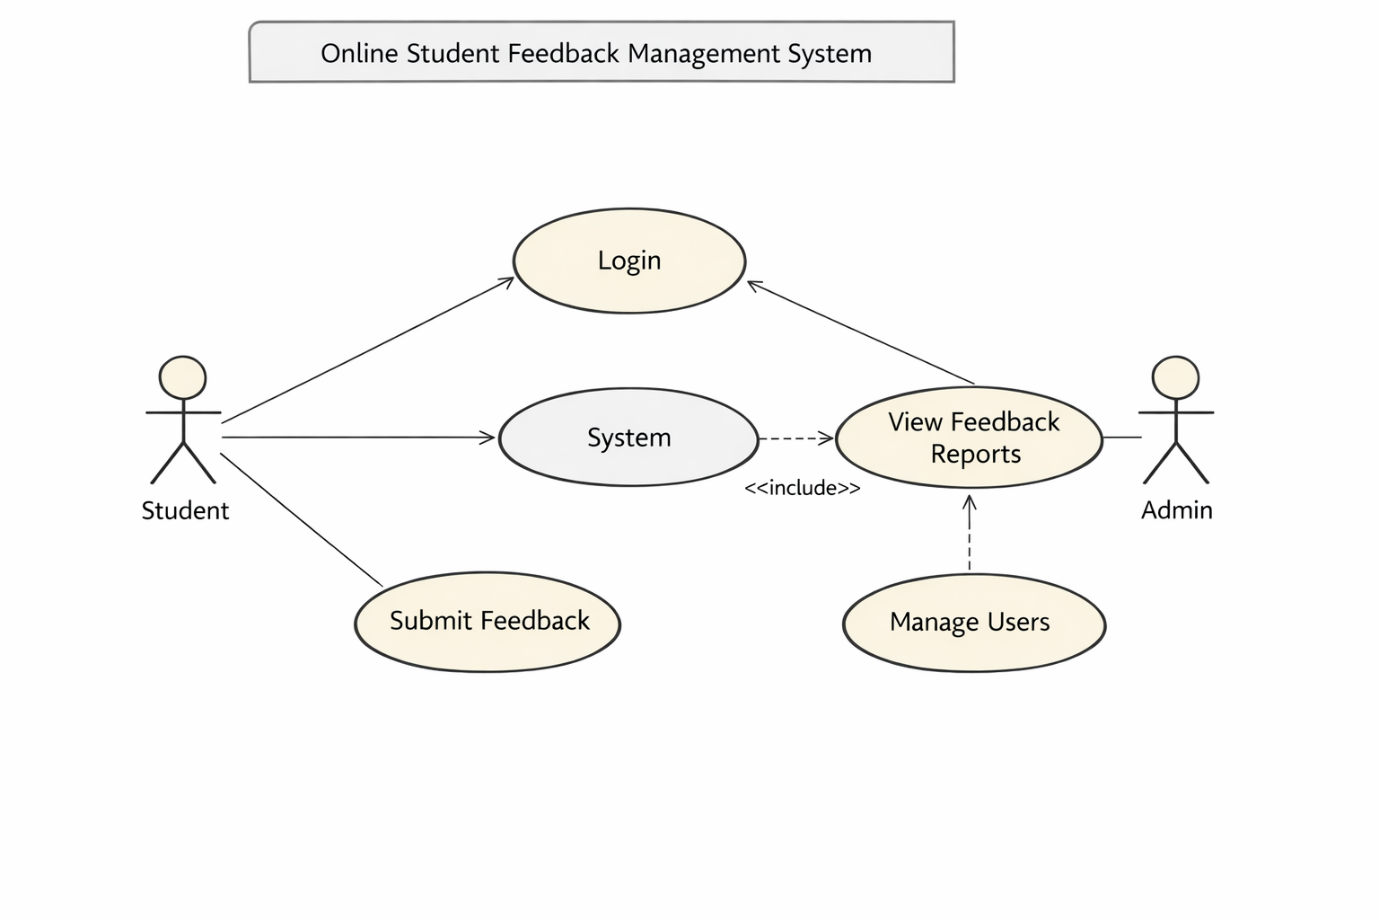 Online Student Feedback Management System
Login
System
View Feedback
Reports
<<include>>
Student
Admin
Submit Feedback
Manage Users